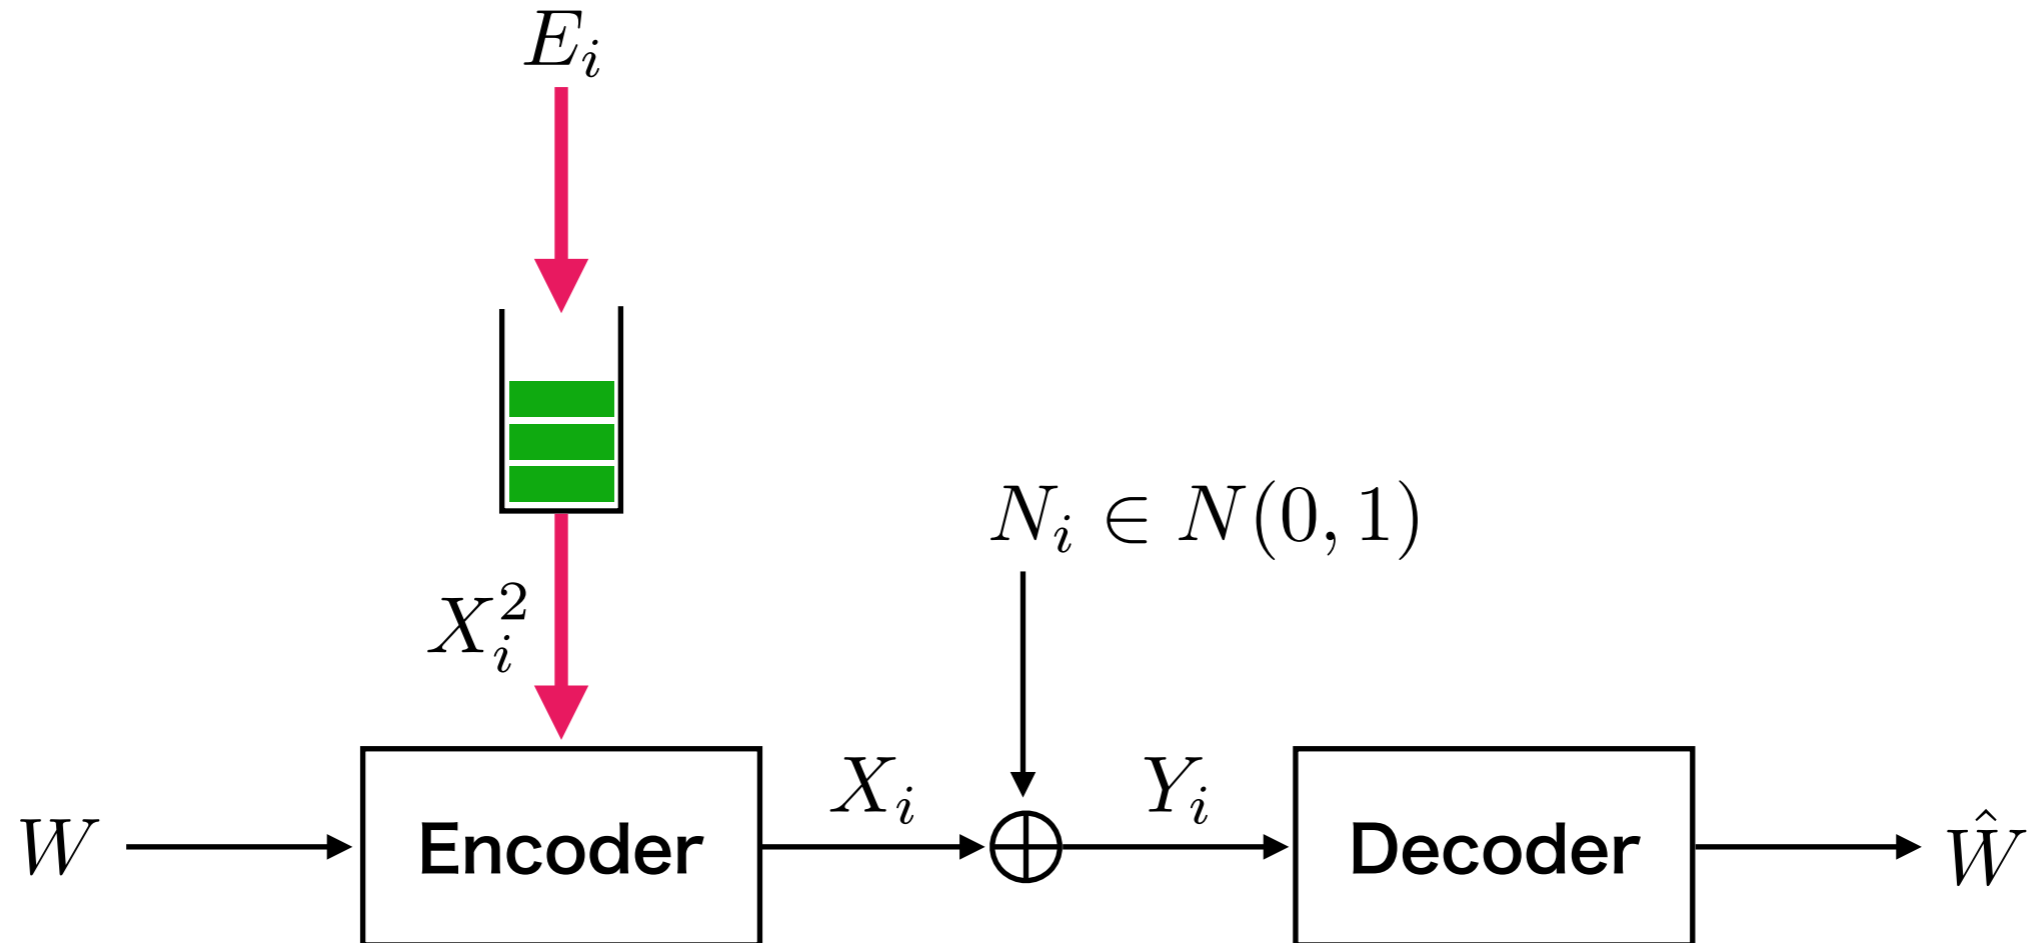 E_i
X_i^2
N_i ∈ N(0, 1)
W
Encoder
X_i
Y_i
Decoder
Ŵ